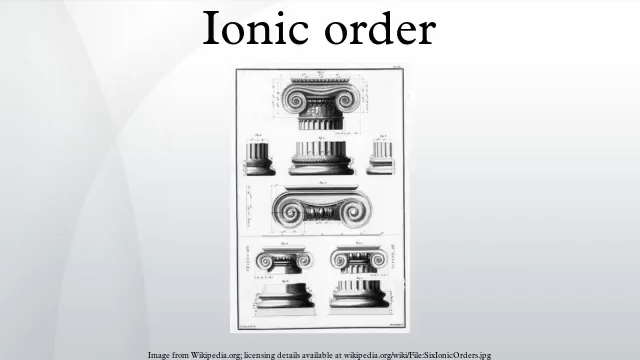 Ionic order
Image from Wikipedia.org; licensing details available at wikipedia.org/wiki/File:SixIonicOrders.jpg